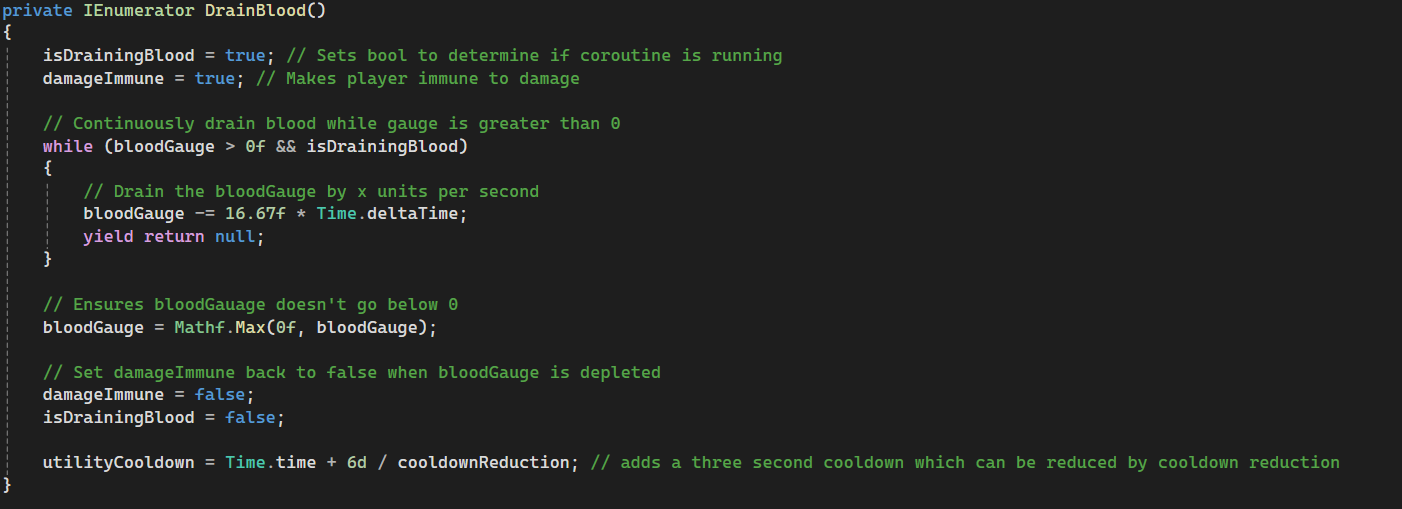 private IEnumerator DrainBlood()
{
isDrainingBlood = true; // Sets bool to determine if coroutine is running
damageImmune = true; // Makes player immune to damage
// Continuously drain blood while gauge is greater than 0
while (bloodGauge > 0f && isDrainingBlood)
{
// Drain the bloodGauge by x units per second
bloodGauge -= 16.67f * Time.deltaTime;
yield return null;
}
// Ensures bloodGauage doesn't go below 0
bloodGauge = Mathf.Max(0f, bloodGauge);
// Set damageImmune back to false when bloodGauge is depleted
damageImmune = false;
isDrainingBlood = false;
utilityCooldown = Time.time + 6d / cooldownReduction; // adds a three second cooldown which can be reduced by cooldown reduction
}